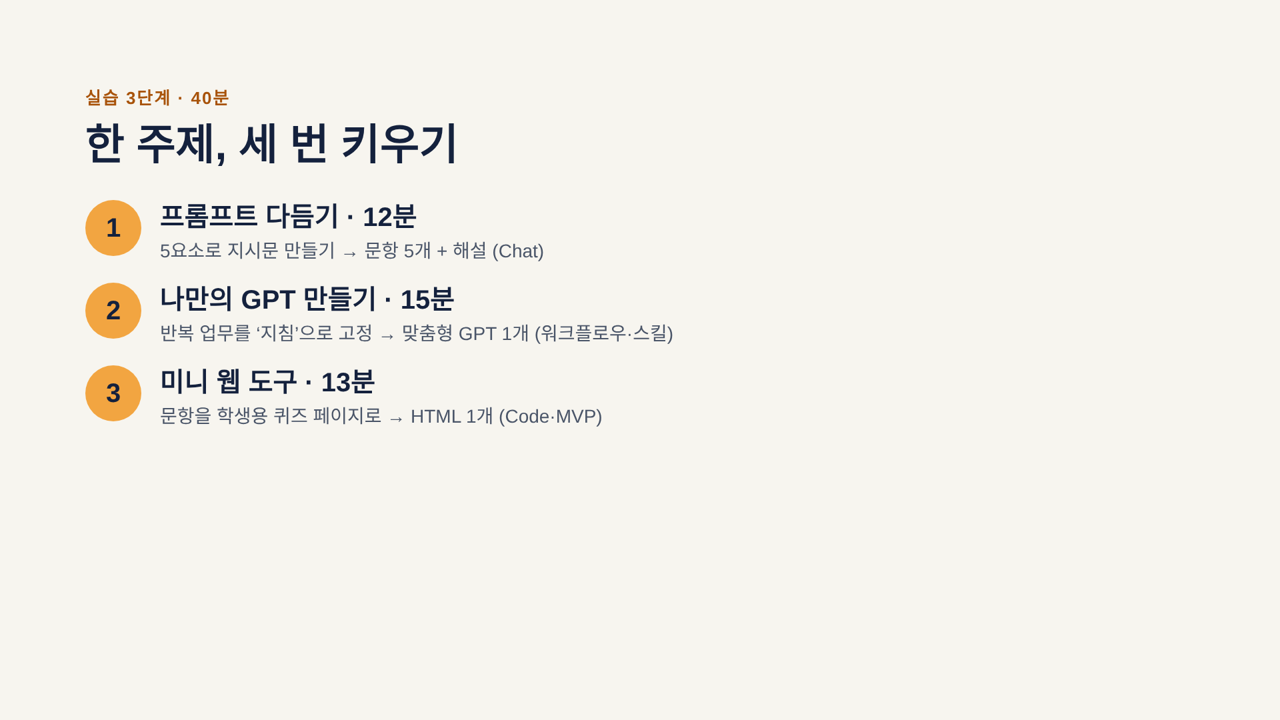 실습 3단계 · 40분
한 주제, 세 번 키우기
1
프롬프트 다듬기 · 12분
5요소로 지시문 만들기 → 문항 5개 + 해설 (Chat)
2
나만의 GPT 만들기 · 15분
반복 업무를 ‘지침’으로 고정 → 맞춤형 GPT 1개 (워크플로우·스킬)
3
미니 웹 도구 · 13분
문항을 학생용 퀴즈 페이지로 → HTML 1개 (Code·MVP)